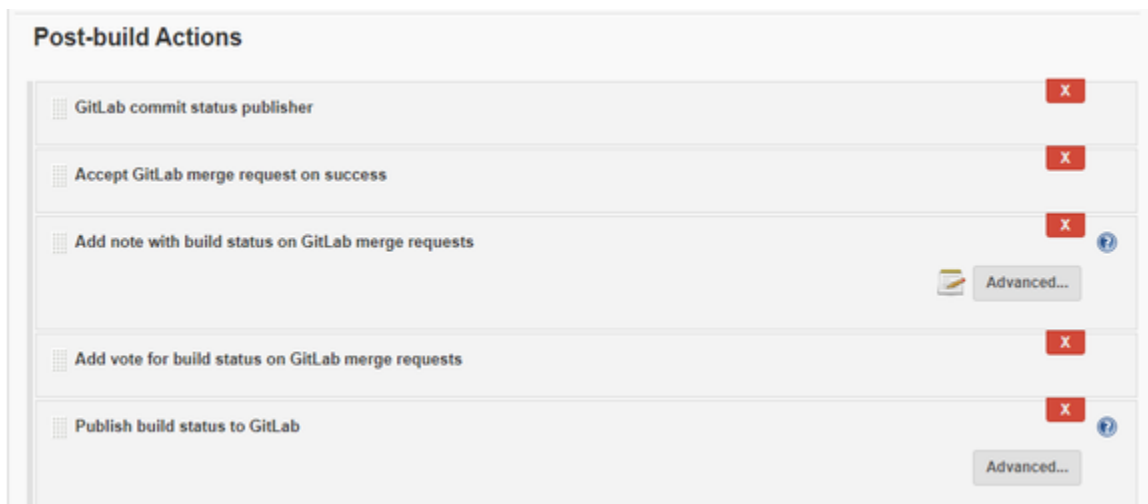 Post-build Actions
X
GitLab commit status publisher
X
Accept GitLab merge request on success
X
Add note with build status on GitLab merge requests
?
Advanced...
X
Add vote for build status on GitLab merge requests
X
Publish build status to GitLab
?
Advanced...